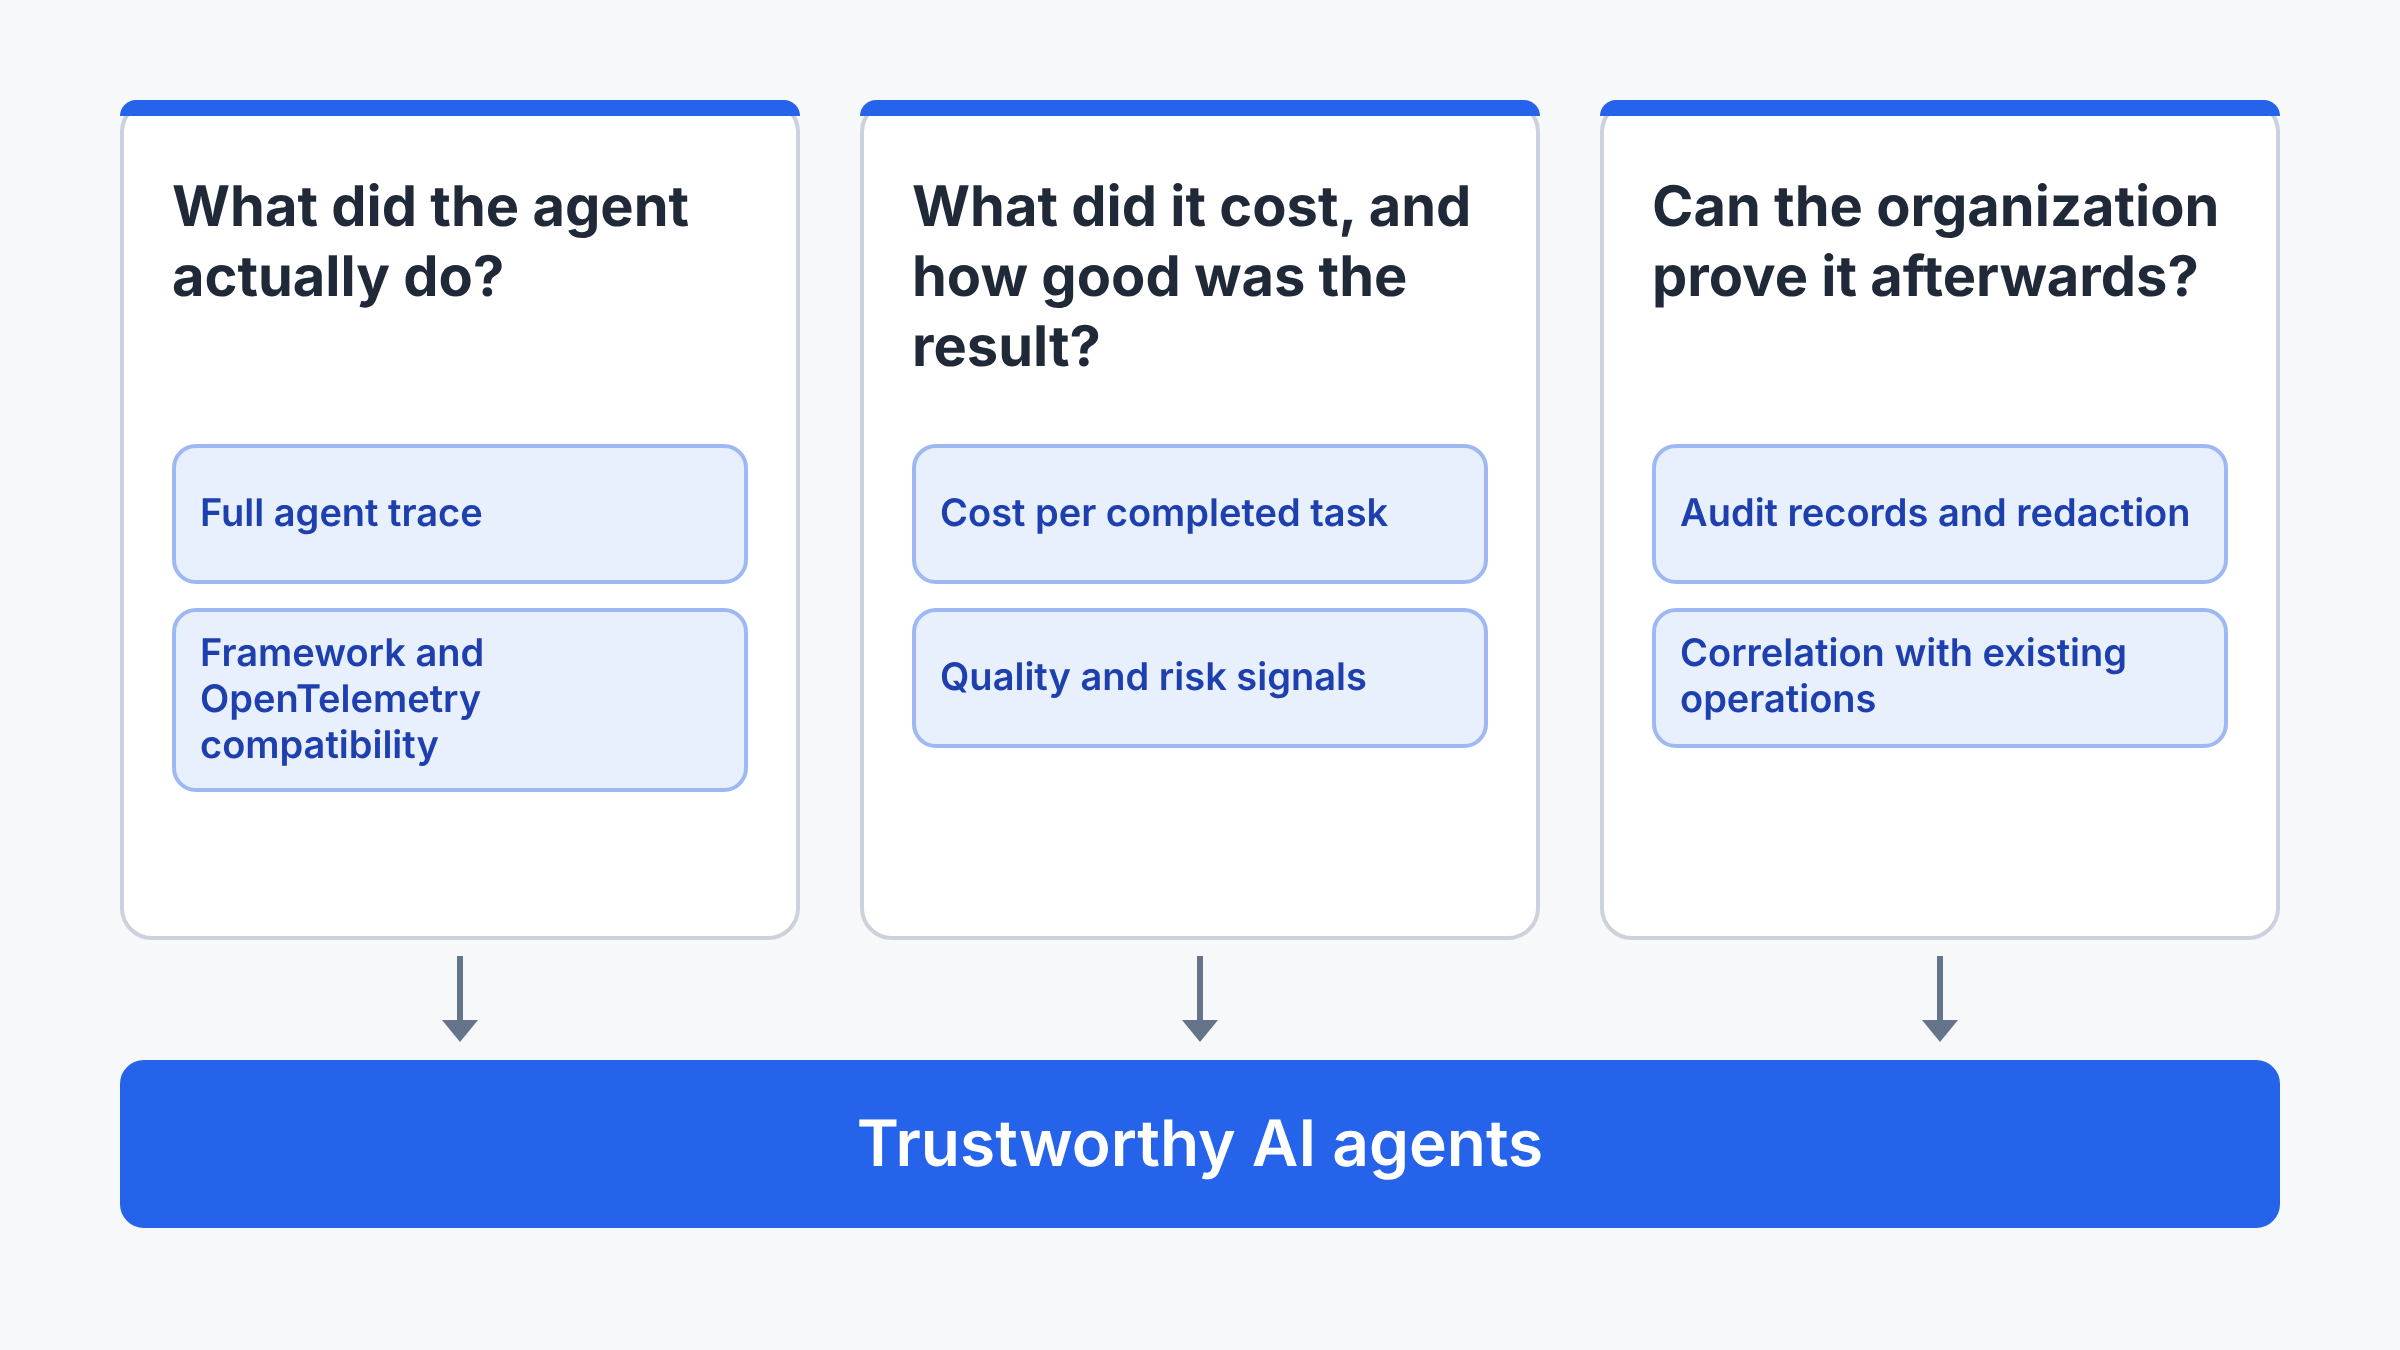 What did the agent
actually do?
Full agent trace
Framework and
OpenTelemetry
compatibility
What did it cost, and
how good was the
result?
Cost per completed task
Quality and risk signals
Can the organization
prove it afterwards?
Audit records and redaction
Correlation with existing
operations
Trustworthy AI agents